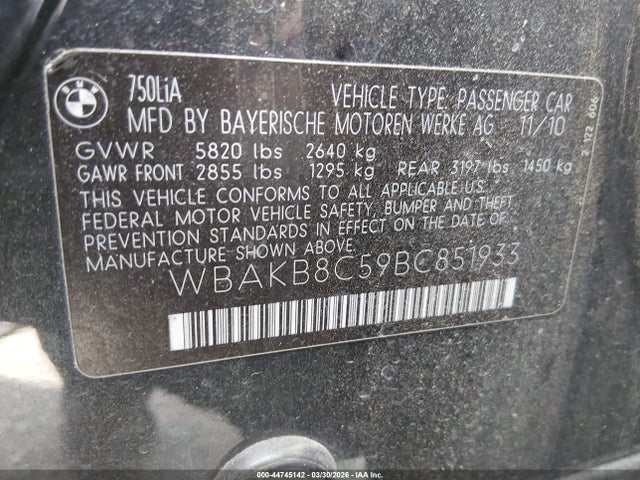 BMW
750LiA
VEHICLE TYPE: PASSENGER CAR
MFD BY BAYERISCHE MOTOREN WERKE AG 11/10
GVWR 5820 lbs 2640 kg
GAWR FRONT 2855 lbs 1295 kg REAR 3197 lbs 1450 kg
THIS VEHICLE CONFORMS TO ALL APPLICABLE U.S.
FEDERAL MOTOR VEHICLE SAFETY, BUMPER AND THEFT
PREVENTION STANDARDS IN EFFECT ON THE DATE OF
MANUFACTURE SHOWN ABOVE.
WBAKB8C59BC851933
000-44745142 - 03/30/2026 - IAAI.COM